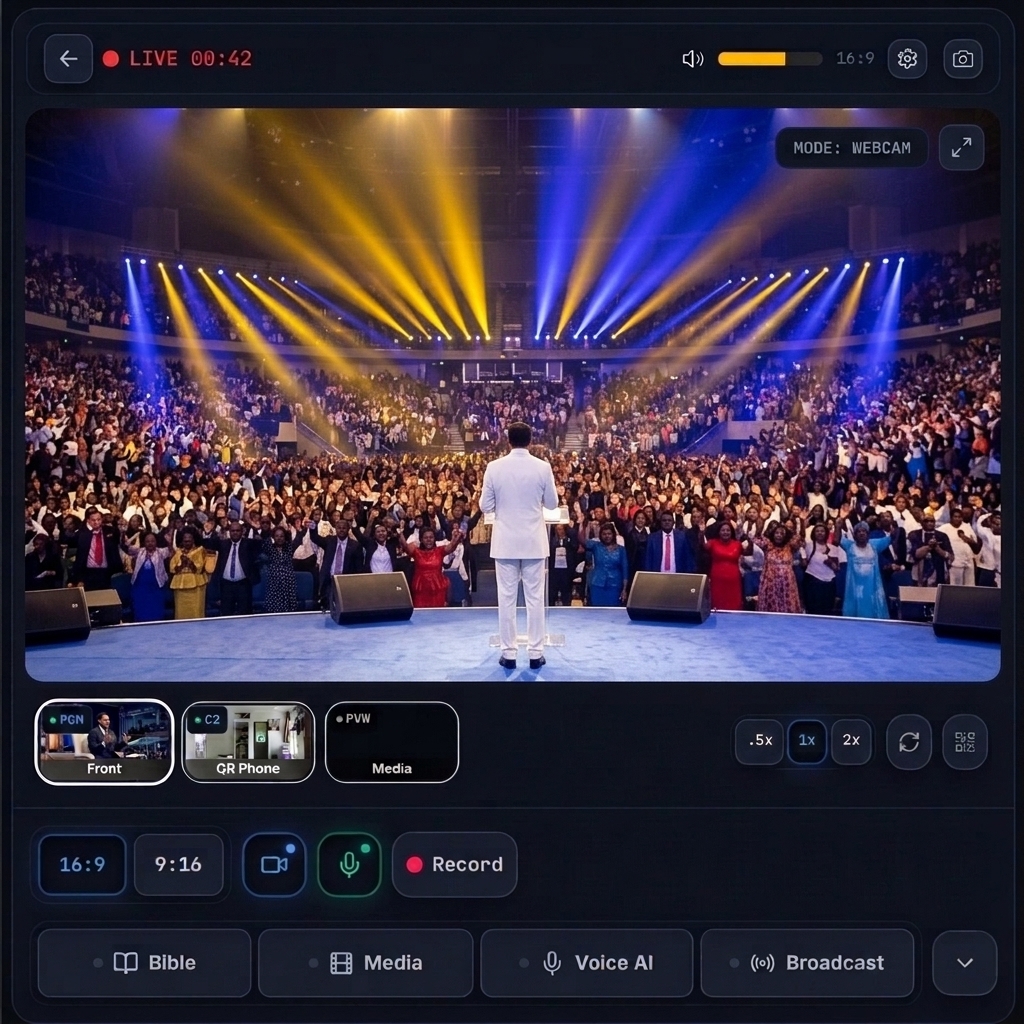 LIVE 00:42
16:9
MODE: WEBCAM
PGN
Front
C2
QR Phone
PVW
Media
.5x
1x
2x
16:9
9:16
Record
Bible
Media
Voice AI
Broadcast